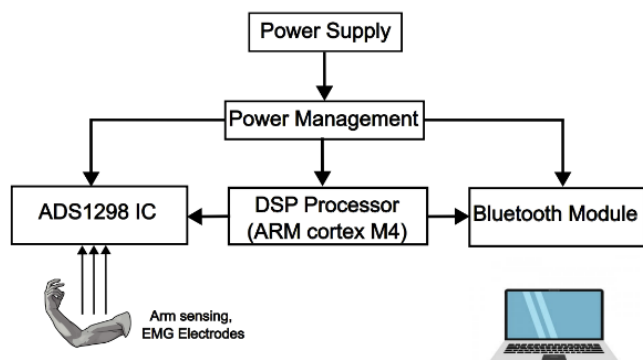 Power Supply
Power Management
ADS1298 IC
DSP Processor
(ARM cortex M4)
Bluetooth Module
Arm sensing,
EMG Electrodes